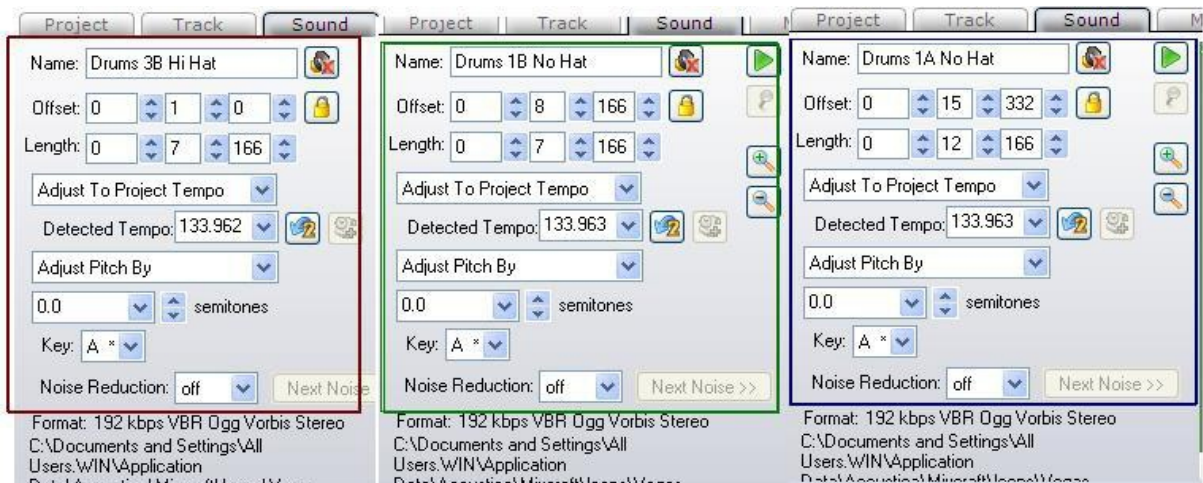 Project Track Sound
Name: Drums 3B Hi Hat
Offset: 0 1 0
Length: 0 7 166
Adjust To Project Tempo
Detected Tempo: 133.962
Adjust Pitch By
0.0 semitones
Key: A *
Noise Reduction: off Next Noise
Format: 192 kbps VBR Ogg Vorbis Stereo
C:\Documents and Settings\All
Users.WIN\Application
Project Track Sound M
Name: Drums 1B No Hat
Offset: 0 8 166
Length: 0 7 166
Adjust To Project Tempo
Detected Tempo: 133.963
Adjust Pitch By
0.0 semitones
Key: A *
Noise Reduction: off Next Noise >>
Format: 192 kbps VBR Ogg Vorbis Stereo
C:\Documents and Settings\All
Users.WIN\Application
Project Track Sound M
Name: Drums 1A No Hat
Offset: 0 15 332
Length: 0 12 166
Adjust To Project Tempo
Detected Tempo: 133.963
Adjust Pitch By
0.0 semitones
Key: A *
Noise Reduction: off Next Noise >>
Format: 192 kbps VBR Ogg Vorbis Stereo
C:\Documents and Settings\All
Users.WIN\Application